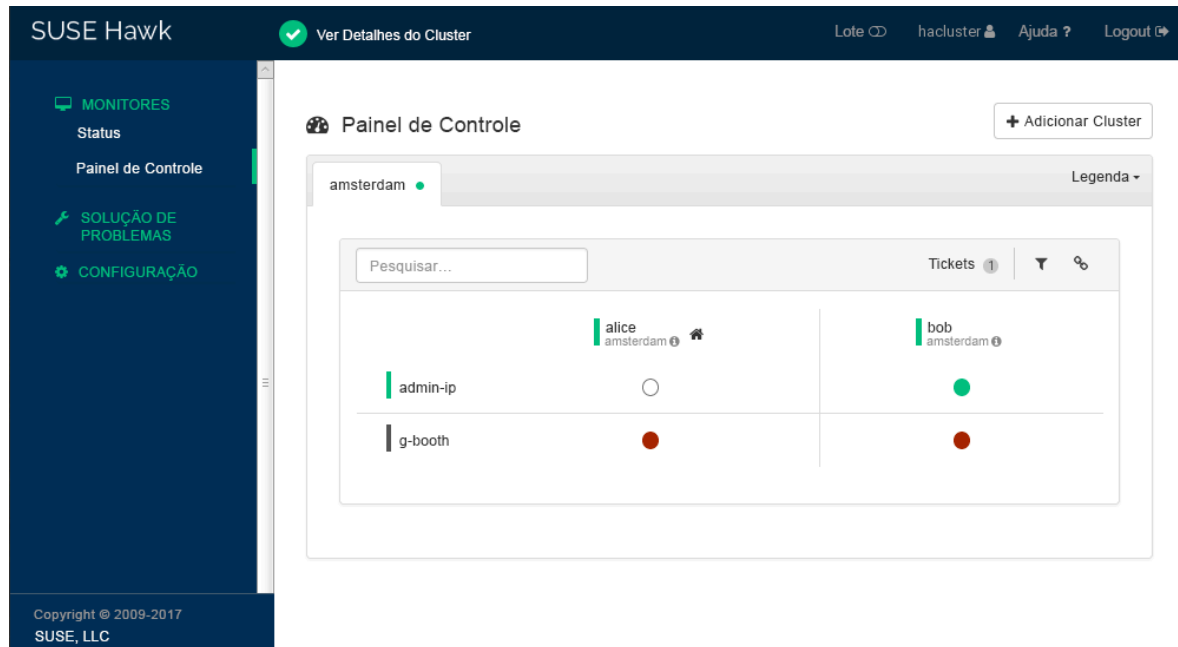 SUSE Hawk
Ver Detalhes do Cluster
Lote
hacluster
Ajuda ?
Logout
MONITORES
Status
Painel de Controle
SOLUÇÃO DE
PROBLEMAS
CONFIGURAÇÃO
Painel de Controle
+ Adicionar Cluster
amsterdam
Legenda
Pesquisar...
Tickets 1
alice
amsterdam
bob
amsterdam
admin-ip
g-booth
Copyright © 2009-2017
SUSE, LLC